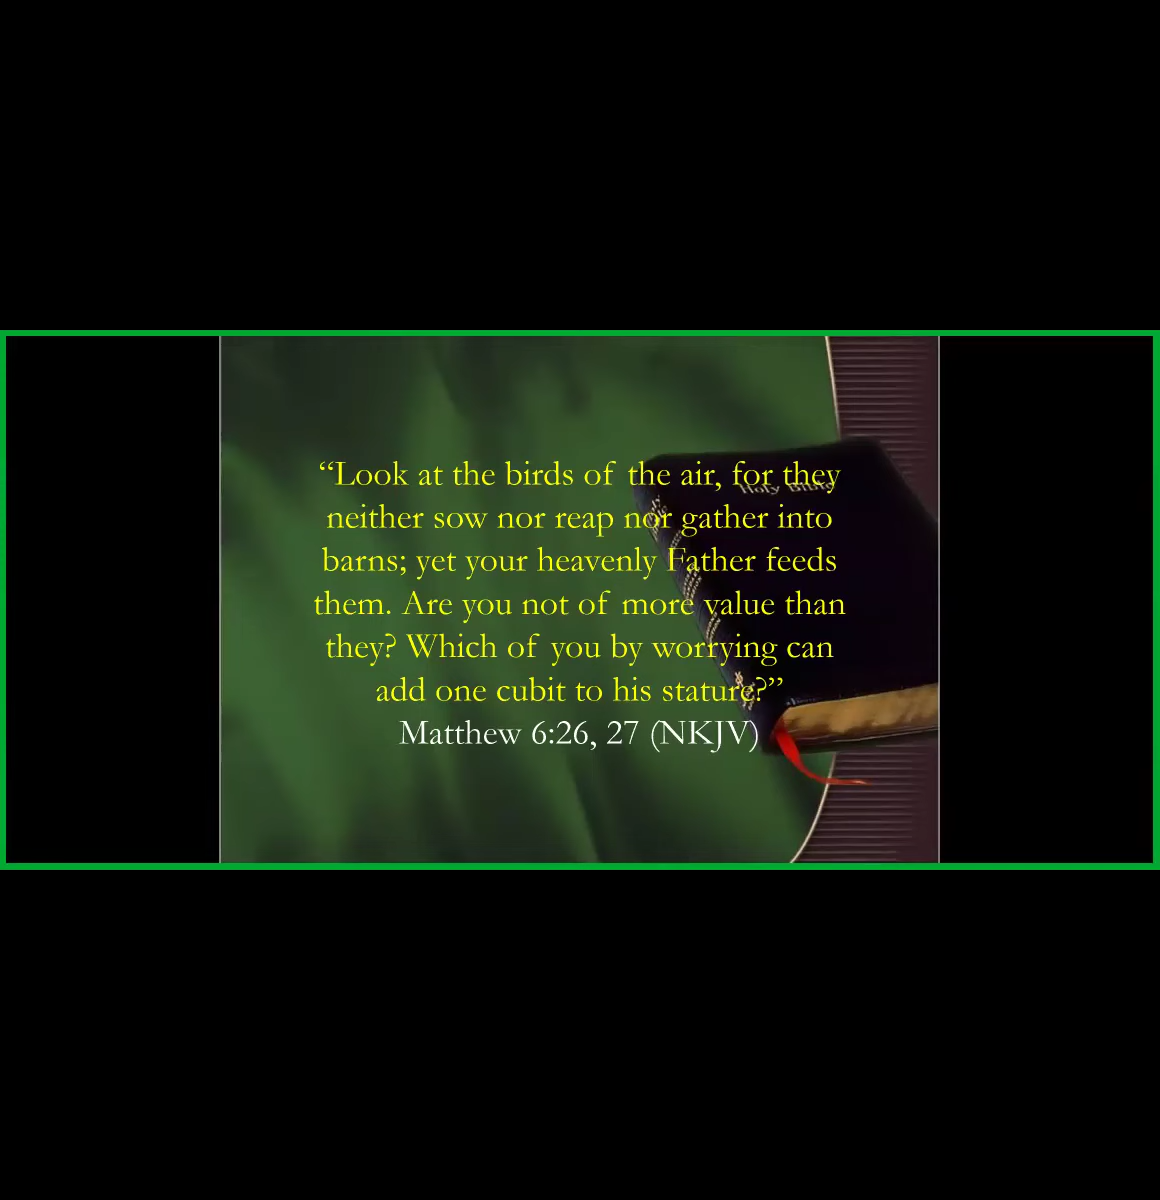 “Look at the birds of the air, for they
neither sow nor reap nor gather into
barns; yet your heavenly Father feeds
them. Are you not of more value than
they? Which of you by worrying can
add one cubit to his stature?”
Matthew 6:26, 27 (NKJV)
Holy Bible